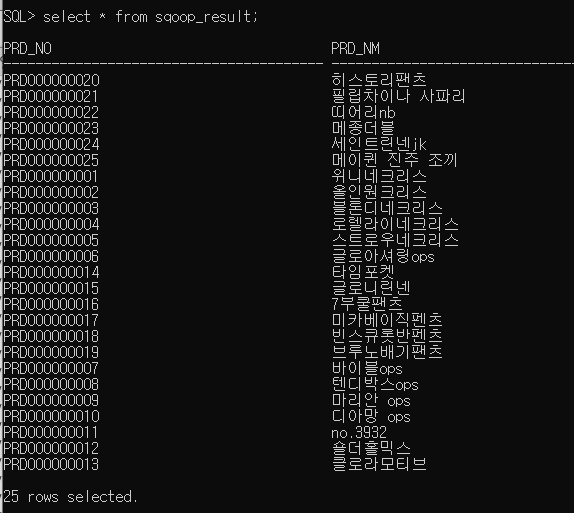 SQL> select * from sqoop_result;
PRD_NO PRD_NM
---------------------------------------- ------------------------------
PRD000000020 히스토리팬츠
PRD000000021 필립차이나 사파리
PRD000000022 띠어리nb
PRD000000023 메종더블
PRD000000024 세인트린넨jk
PRD000000025 메이퀸 진주 조끼
PRD000000001 위니네크리스
PRD000000002 올인원크리스
PRD000000003 블론디네크리스
PRD000000004 로렐라이네크리스
PRD000000005 스트로우네크리스
PRD000000006 글로아셔링ops
PRD000000014 타임포켓
PRD000000015 글로니린넨
PRD000000016 7부쿨팬츠
PRD000000017 미카베이직펜츠
PRD000000018 빈스큐롯반펜츠
PRD000000019 브루노배기팬츠
PRD000000007 바이블ops
PRD000000008 텐디박스ops
PRD000000009 마리안 ops
PRD000000010 디아망 ops
PRD000000011 no.3932
PRD000000012 숄더홀믹스
PRD000000013 클로라모티브
25 rows selected.